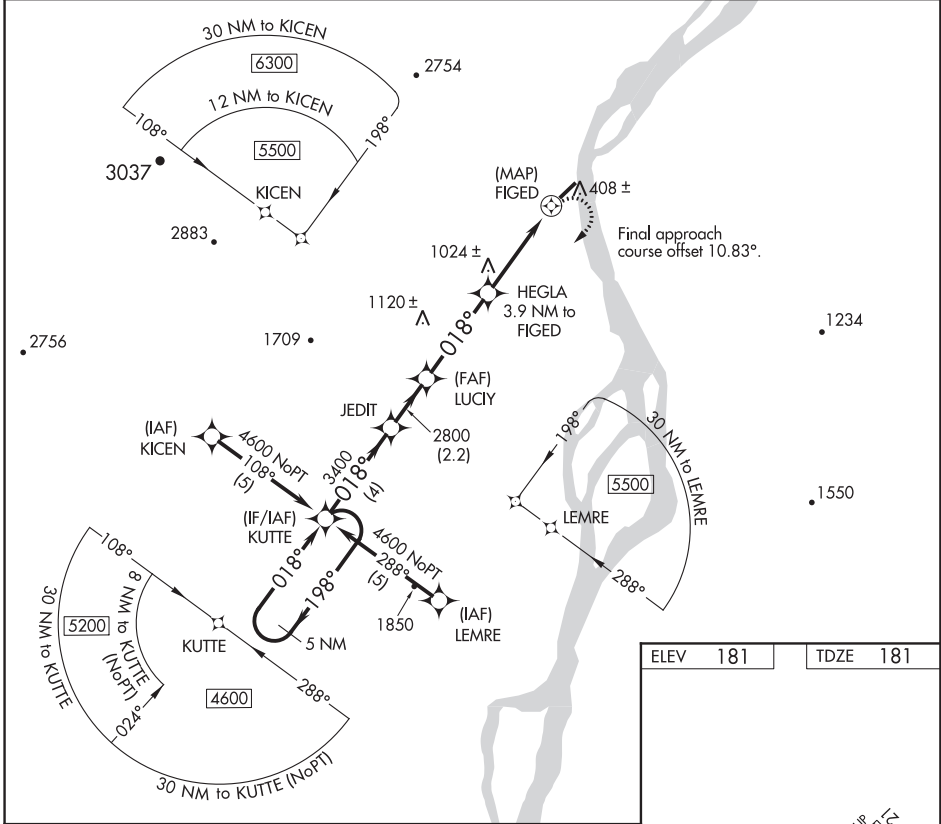 30 NM to KICEN
6300
2754
12 NM to KICEN
108°
198°
5500
3037
KICEN
2883
(MAP)
FIGED
408 ±
Final approach
course offset 10.83°.
1024 ±
HEGLA
3.9 NM to
FIGED
1120 ±
018°
1234
2756
1709
(FAF)
LUCIY
JEDIT
2800
(2.2)
(IAF)
KICEN
4600 NoPT
108°
(5)
3400
018°
(4)
198°
30 NM to LEMRE
5500
1550
LEMRE
288°
(IF/IAF)
KUTTE
4600 NoPT
288°
(5)
018°
198°
5 NM
1850
(IAF)
LEMRE
108°
30 NM to KUTTE
5200
8 NM to KUTTE
(NoPT)
KUTTE
024°
4600
288°
30 NM to KUTTE (NoPT)
ELEV 181
TDZE 181
21
UP